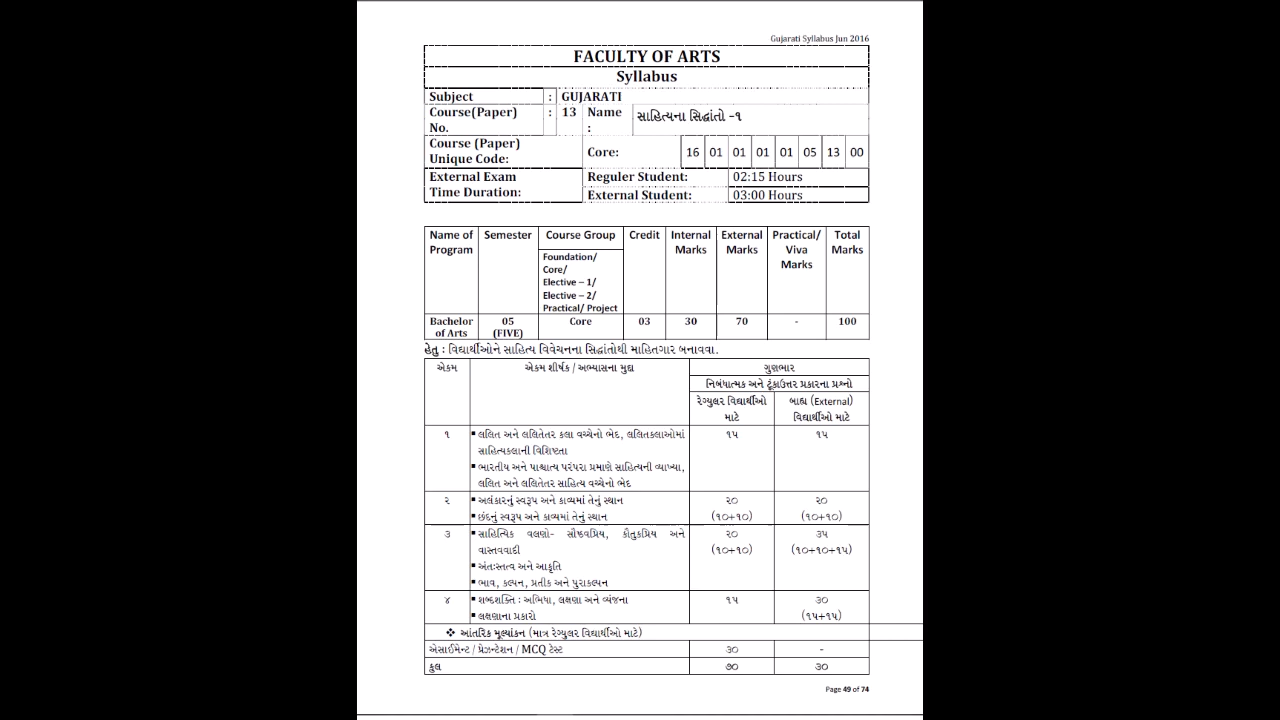 Gujarati Syllabus Jun 2016
FACULTY OF ARTS
Syllabus
Subject : GUJARATI
Course(Paper) No. : 13 Name : સાહિત્યના સિદ્ધાંતો -૧
Course (Paper) Unique Code: Core: 16 01 01 01 01 05 13 00
External Exam Time Duration: Reguler Student: 02:15 Hours
External Student: 03:00 Hours
Name of Program Semester Course Group Credit Internal Marks External Marks Practical/ Viva Marks Total Marks
Foundation/
Core/
Elective – 1/
Elective – 2/
Practical/ Project
Bachelor of Arts 05 (FIVE) Core 03 30 70 - 100
હેતુ : વિદ્યાર્થીઓને સાહિત્ય વિવેચનના સિદ્ધાંતોથી માહિતગાર બનાવવા.
એકમ એકમ શીર્ષક / અભ્યાસના મુદ્દા ગુણભાર
નિબંધાત્મક અને ટૂંકાઉત્તર પ્રકારના પ્રશ્નો
રેગ્યુલર વિદ્યાર્થીઓ માટે બાહ્ય (External) વિદ્યાર્થીઓ માટે
૧ ▪ લલિત અને લલિતેતર કલા વચ્ચેનો ભેદ, લલિતકલાઓમાં ૧૫ ૧૫
સાહિત્યકલાની વિશિષ્ટતા
▪ ભારતીય અને પાશ્ચાત્ય પરંપરા પ્રમાણે સાહિત્યની વ્યાખ્યા,
લલિત અને લલિતેતર સાહિત્ય વચ્ચેનો ભેદ
૨ ▪ અલંકારનું સ્વરૂપ અને કાવ્યમાં તેનું સ્થાન ૨૦ ૨૦
▪ છંદનું સ્વરૂપ અને કાવ્યમાં તેનું સ્થાન (૧૦+૧૦) (૧૦+૧૦)
૩ ▪ સાહિત્યિક વલણો- સૌષ્ઠવપ્રિય, કૌતુકપ્રિય અને ૨૦ ૩૫
વાસ્તવવાદી (૧૦+૧૦) (૧૦+૧૦+૧૫)
▪ અંતઃસ્તત્વ અને આકૃતિ
▪ ભાવ, કલ્પન, પ્રતીક અને પુરાકલ્પન
૪ ▪ શબ્દશક્તિ : અભિધા, લક્ષણા અને વ્યંજના ૧૫ ૩૦
▪ લક્ષણાના પ્રકારો (૧૫+૧૫)
❖ આંતરિક મૂલ્યાંકન (માત્ર રેગ્યુલર વિદ્યાર્થીઓ માટે)
એસાઈમેન્ટ / પ્રેઝન્ટેશન / MCQ ટેસ્ટ ૩૦ -
કુલ ૭૦ ૩૦
Page 49 of 74